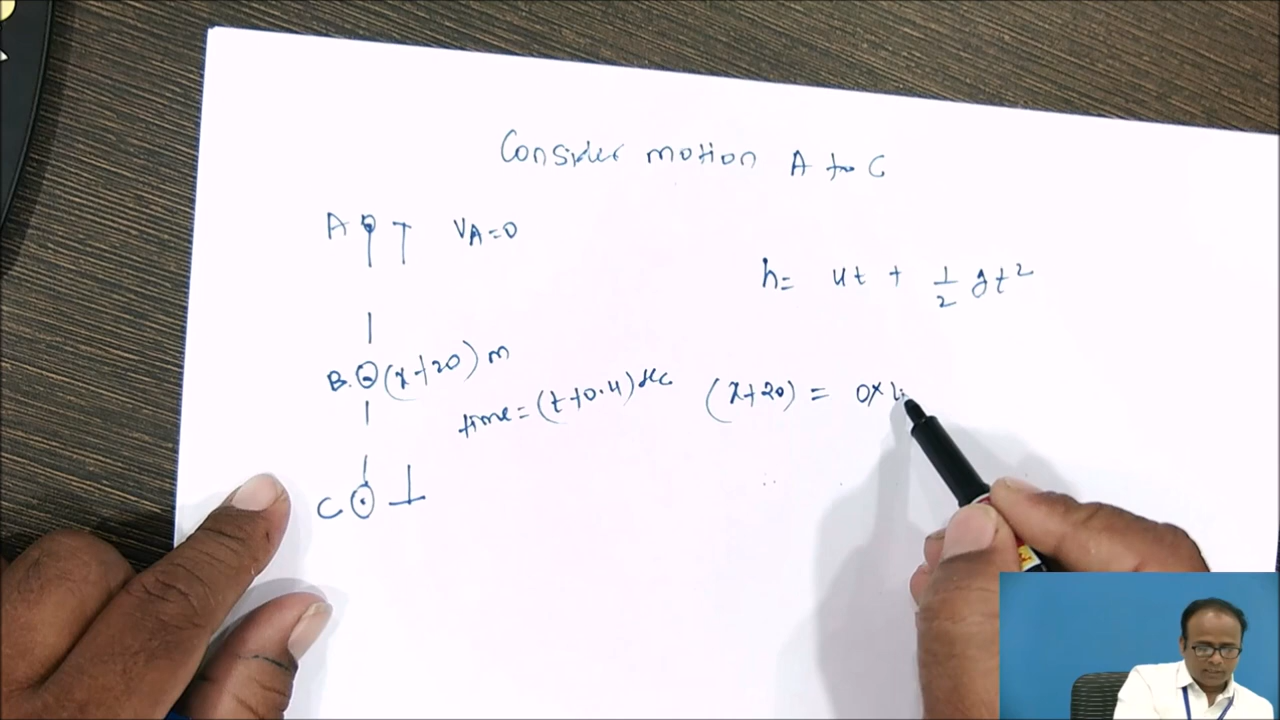 Consider motion A to C
A VA=0
h= ut + 1/2 gt²
B. (x+20) m
time = (t+0.4) sec (x+20) = 0×
C